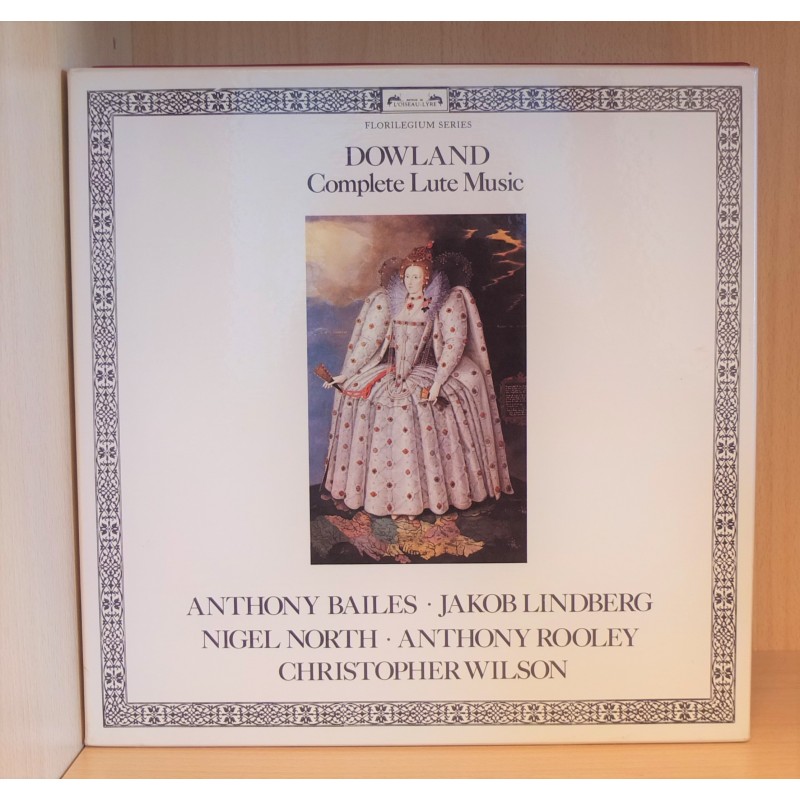 L'OISEAU-LYRE
FLORILEGIUM SERIES
DOWLAND
Complete Lute Music
ANTHONY BAILES · JAKOB LINDBERG
NIGEL NORTH · ANTHONY ROOLEY
CHRISTOPHER WILSON